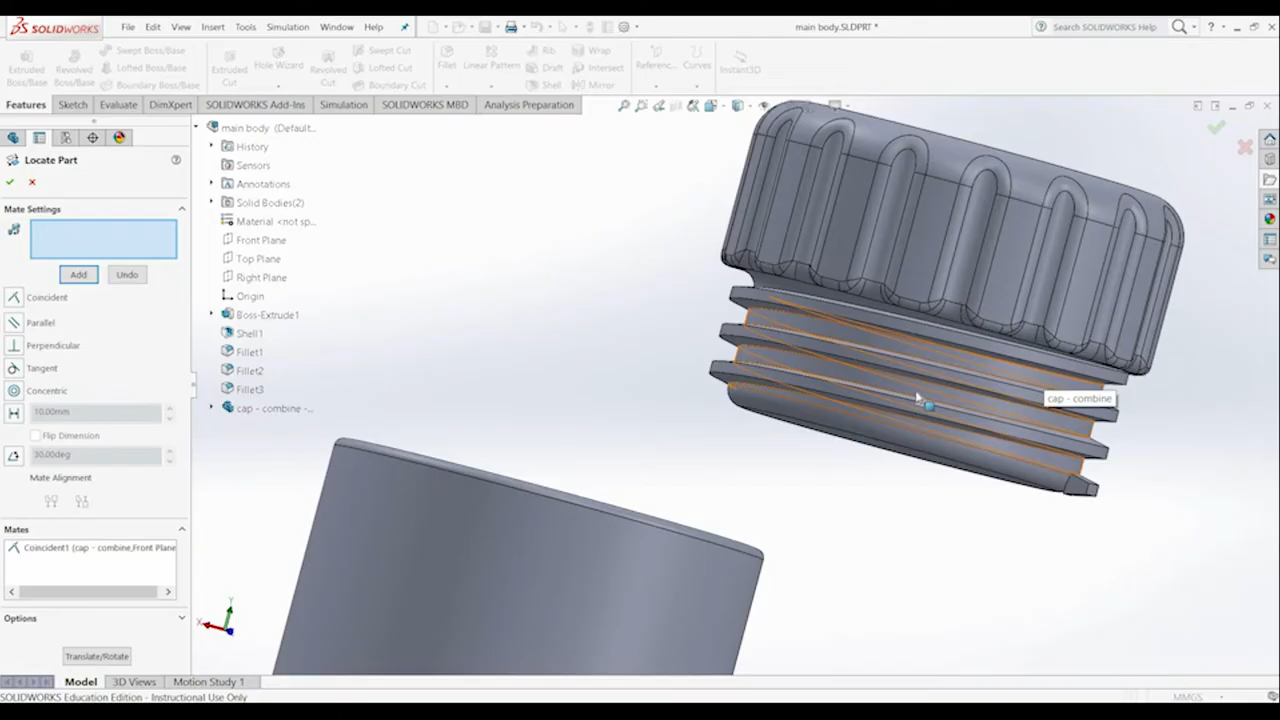 SOLIDWORKS File Edit View Insert Tools Simulation Window Help main body.SLDPRT * Search SOLIDWORKS Help ?
Extruded Boss/Base
Revolved Boss/Base
Swept Boss/Base
Lofted Boss/Base
Boundary Boss/Base
Extruded Cut
Hole Wizard
Revolved Cut
Swept Cut
Lofted Cut
Boundary Cut
Fillet
Linear Pattern
Rib
Draft
Shell
Wrap
Intersect
Mirror
Referenc...
Curves
Instant3D
Features Sketch Evaluate DimXpert SOLIDWORKS Add-Ins Simulation SOLIDWORKS MBD Analysis Preparation
Locate Part
Mate Settings
Add Undo
Coincident
Parallel
Perpendicular
Tangent
Concentric
10.00mm
Flip Dimension
30.00deg
Mate Alignment
Mates
Coincident1 (cap - combine,Front Plane
Options
Translate/Rotate
main body (Default...
History
Sensors
Annotations
Solid Bodies(2)
Material <not sp...
Front Plane
Top Plane
Right Plane
Origin
Boss-Extrude1
Shell1
Fillet1
Fillet2
Fillet3
cap - combine -...
cap - combine
Y
X
Model 3D Views Motion Study 1
SOLIDWORKS Education Edition - Instructional Use Only
MMGS